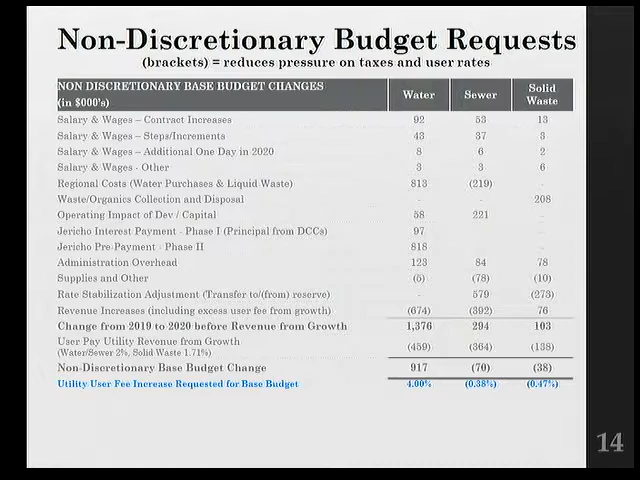 Non-Discretionary Budget Requests
(brackets) = reduces pressure on taxes and user rates
NON DISCRETIONARY BASE BUDGET CHANGES (in $000's) Water Sewer Solid Waste
Salary & Wages – Contract Increases 92 53 13
Salary & Wages – Steps/Increments 43 37 3
Salary & Wages – Additional One Day in 2020 8 6 2
Salary & Wages - Other 3 3 6
Regional Costs (Water Purchases & Liquid Waste) 813 (219) -
Waste/Organics Collection and Disposal - - 208
Operating Impact of Dev / Capital 58 221 -
Jericho Interest Payment - Phase I (Principal from DCCs) 97 - -
Jericho Pre-Payment - Phase II 818 - -
Administration Overhead 123 84 78
Supplies and Other (5) (78) (10)
Rate Stabilization Adjustment (Transfer to/(from) reserve) - 579 (273)
Revenue Increases (including excess user fee from growth) (674) (392) 76
Change from 2019 to 2020 before Revenue from Growth 1,376 294 103
User Pay Utility Revenue from Growth (459) (364) (138)
(Water/Sewer 2%, Solid Waste 1.71%)
Non-Discretionary Base Budget Change 917 (70) (38)
Utility User Fee Increase Requested for Base Budget 4.00% (0.38%) (0.47%)
14